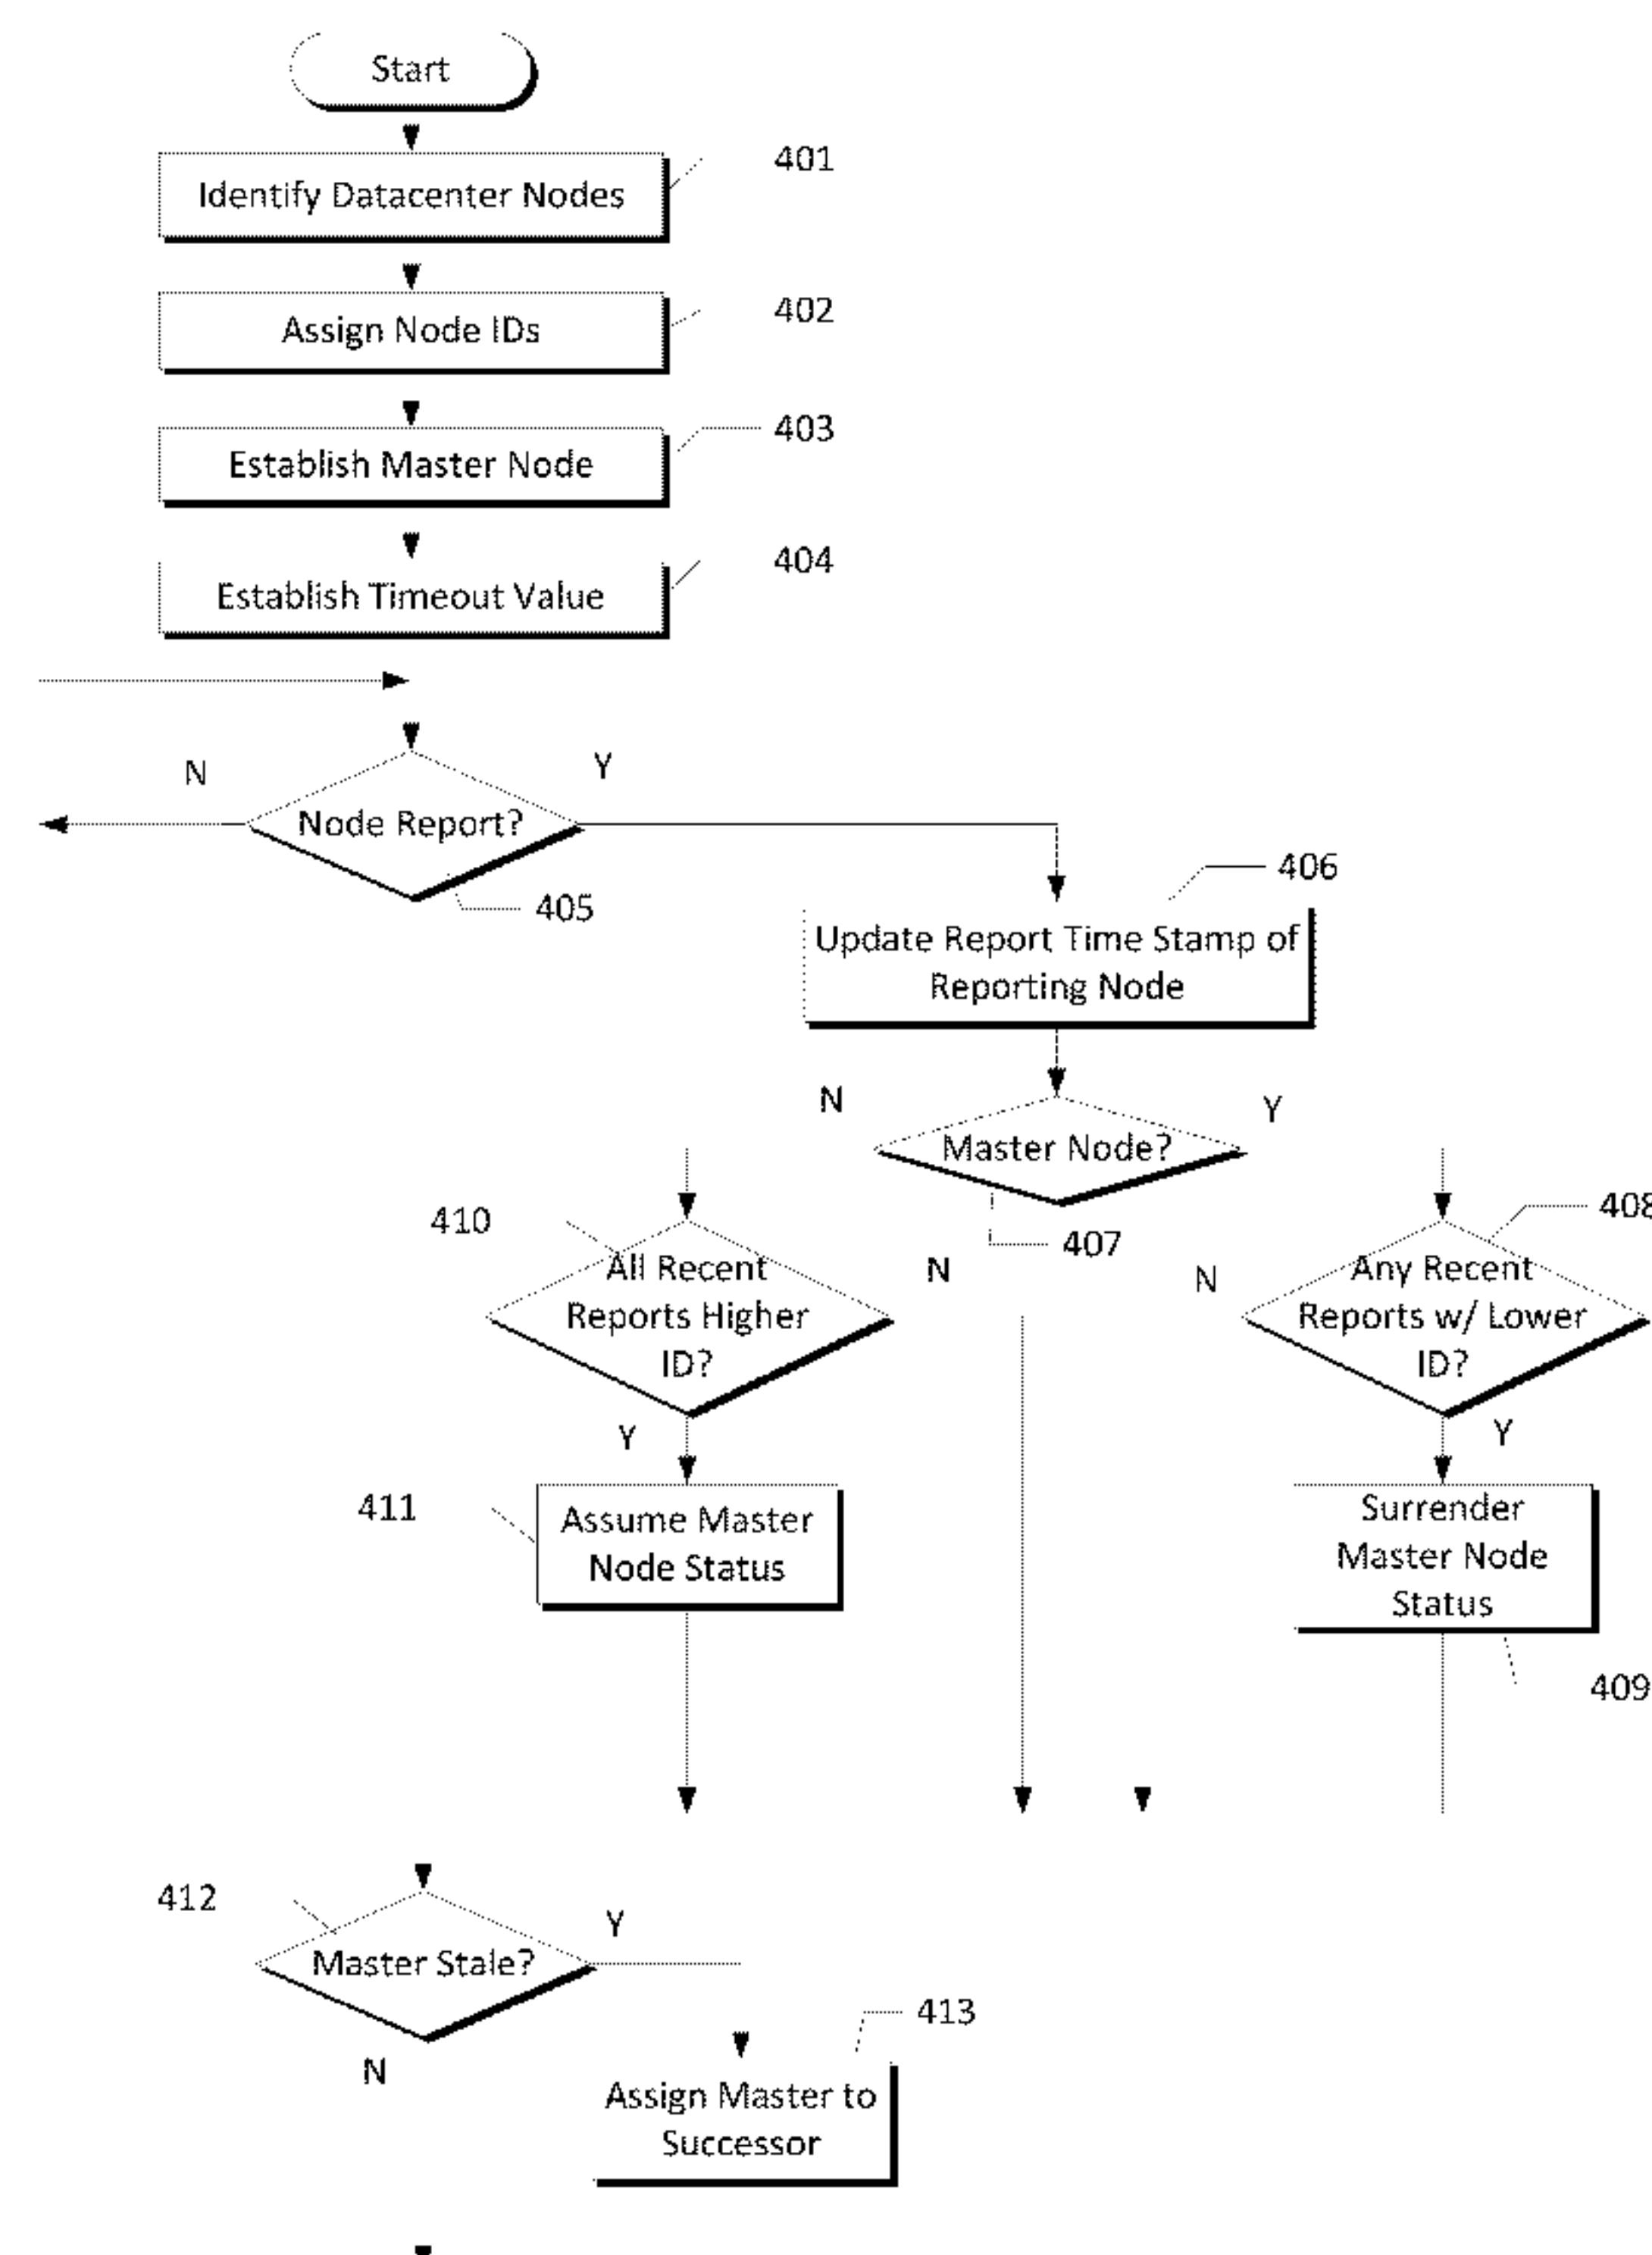 Start
401
Identify Datacenter Nodes
402
Assign Node IDs
403
Establish Master Node
404
Establish Timeout Value
N
Y
Node Report?
405
406
Update Report Time Stamp of
Reporting Node
N
Y
Master Node?
407
410
All Recent
Reports Higher
ID?
N
408
N
Any Recent
Reports w/ Lower
ID?
Y
Y
411
Assume Master
Node Status
Surrender
Master Node
Status
409
412
Y
Master Stale?
N
413
Assign Master to
Successor